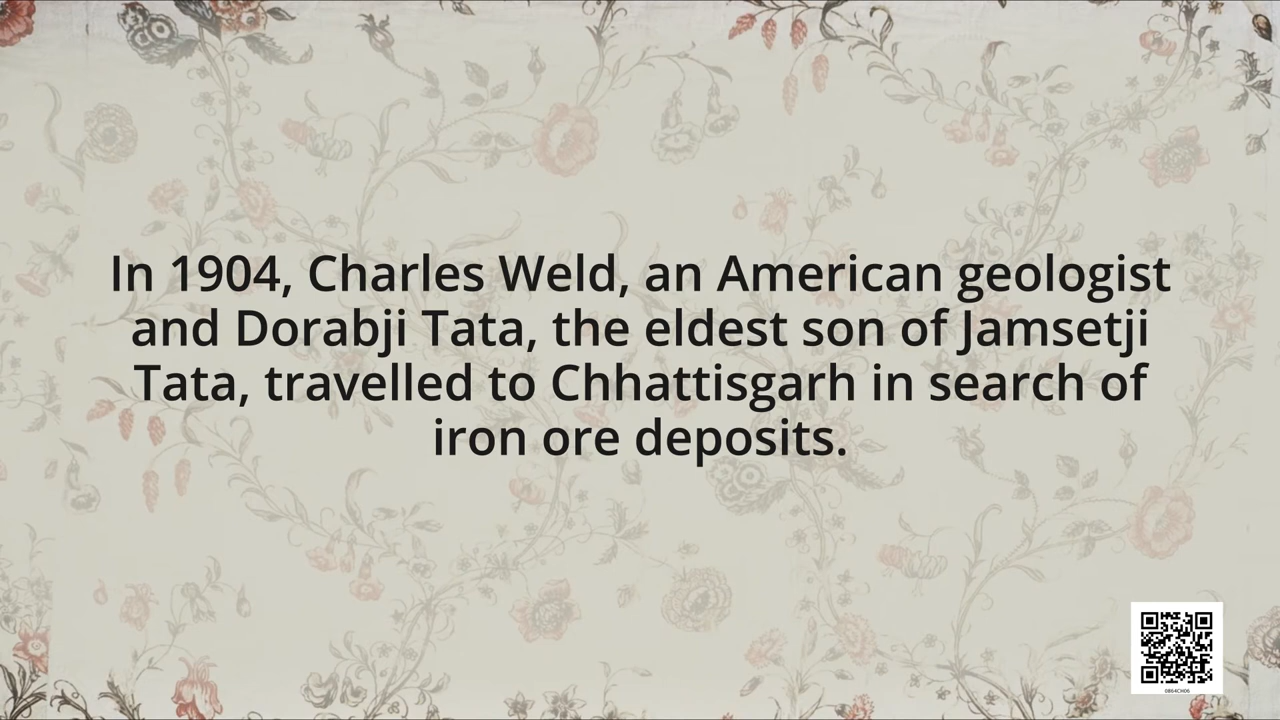 In 1904, Charles Weld, an American geologist
and Dorabji Tata, the eldest son of Jamsetji
Tata, travelled to Chhattisgarh in search of
iron ore deposits.
0864CH06